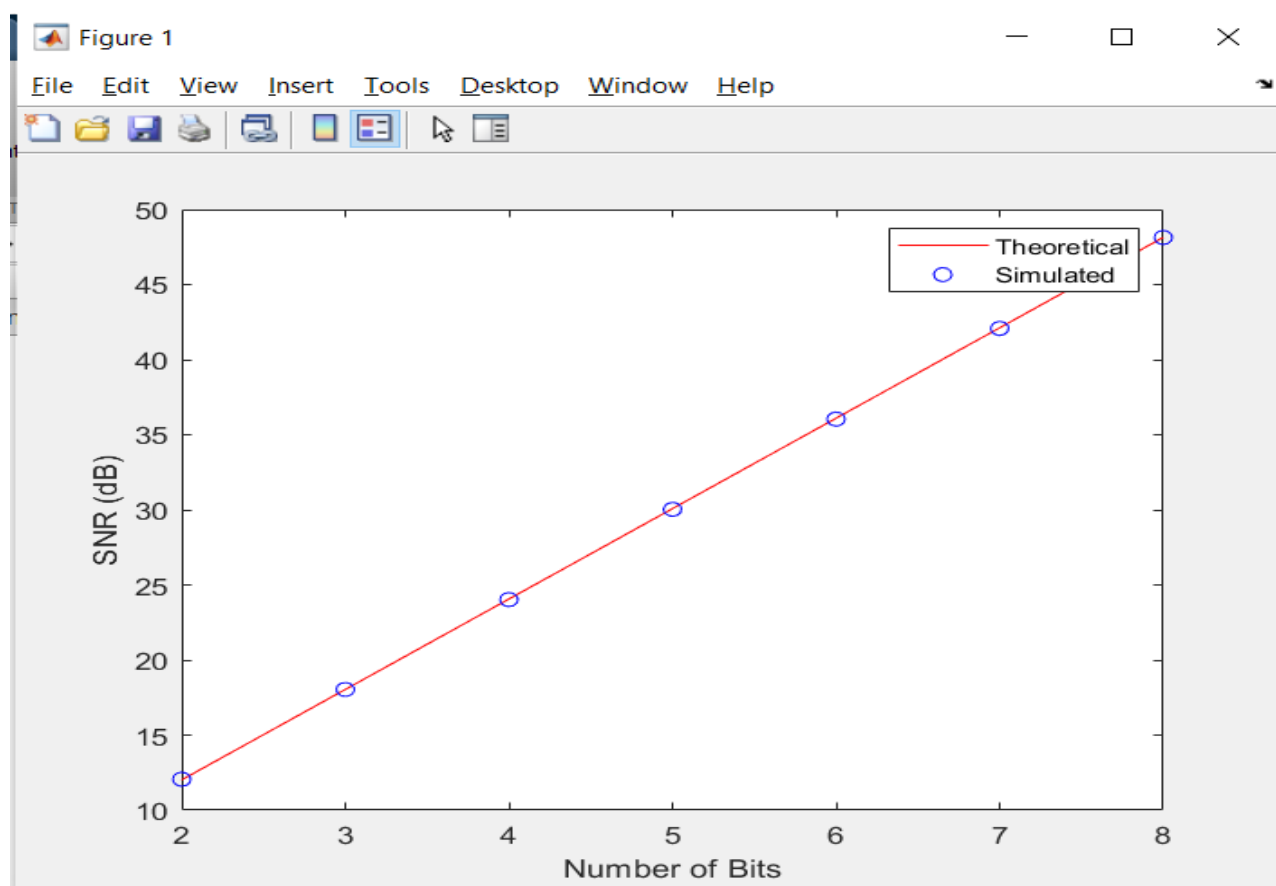 Figure 1
File Edit View Insert Tools Desktop Window Help
50
45
40
35
30
25
20
15
10
SNR (dB)
Theoretical
Simulated
2 3 4 5 6 7 8
Number of Bits